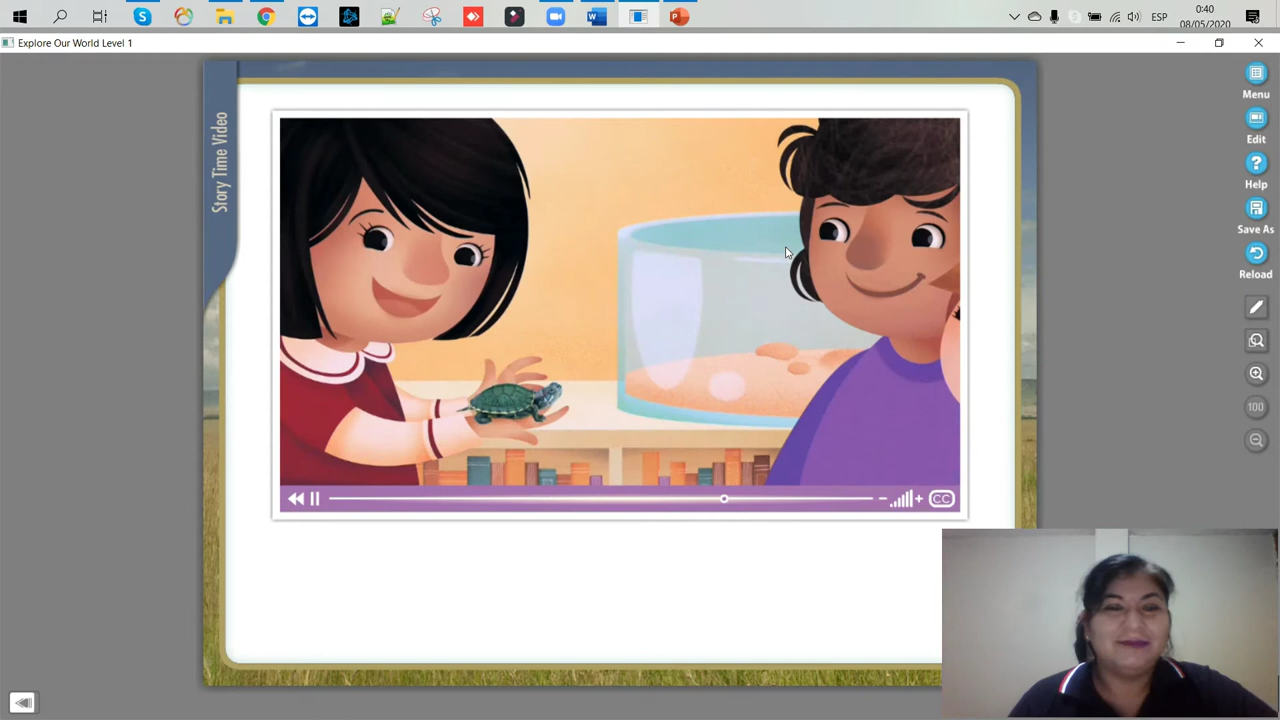 ESP
0:40
08/05/2020
Explore Our World Level 1
Menu
Edit
Help
Save As
Reload
100
Story Time Video
CC